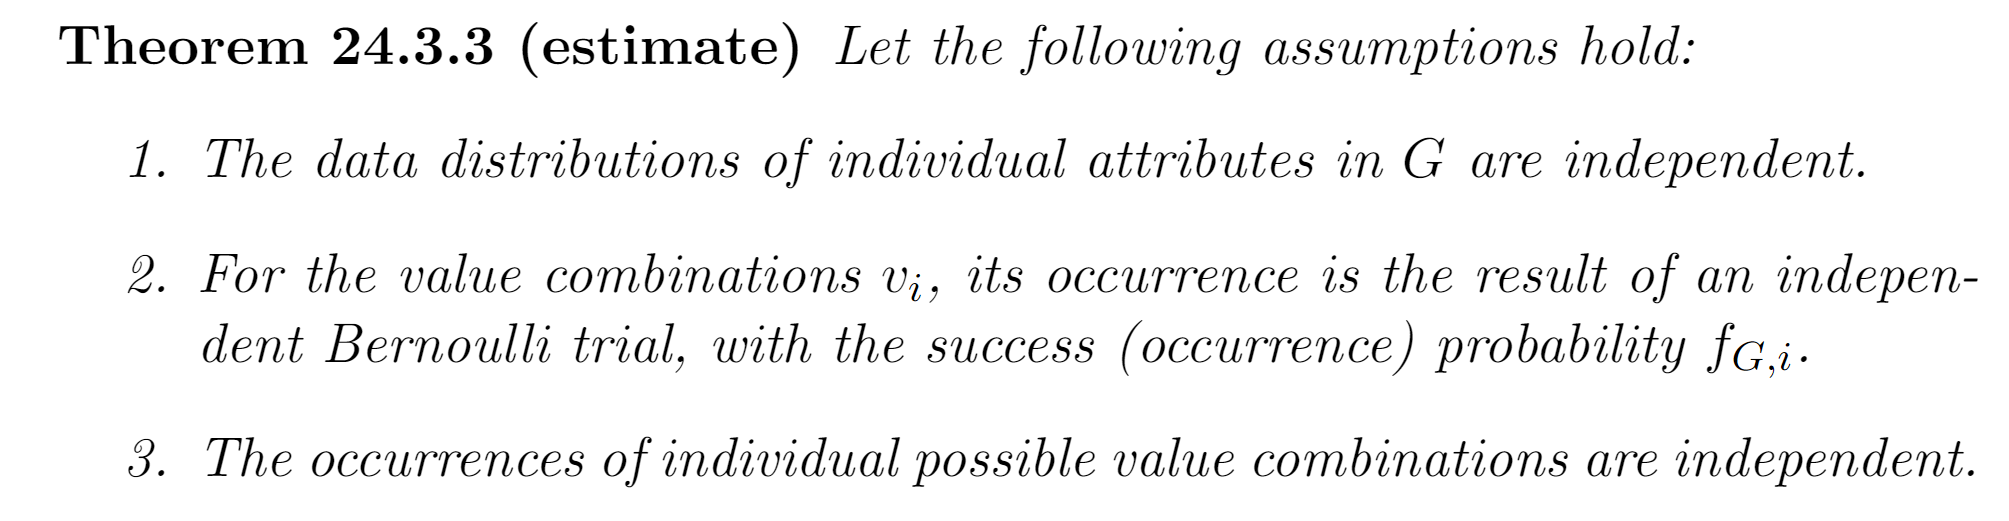 Theorem 24.3.3 (estimate) Let the following assumptions hold:
1. The data distributions of individual attributes in G are independent.
2. For the value combinations v_i, its occurrence is the result of an indepen-
dent Bernoulli trial, with the success (occurrence) probability f_{G,i}.
3. The occurrences of individual possible value combinations are independent.